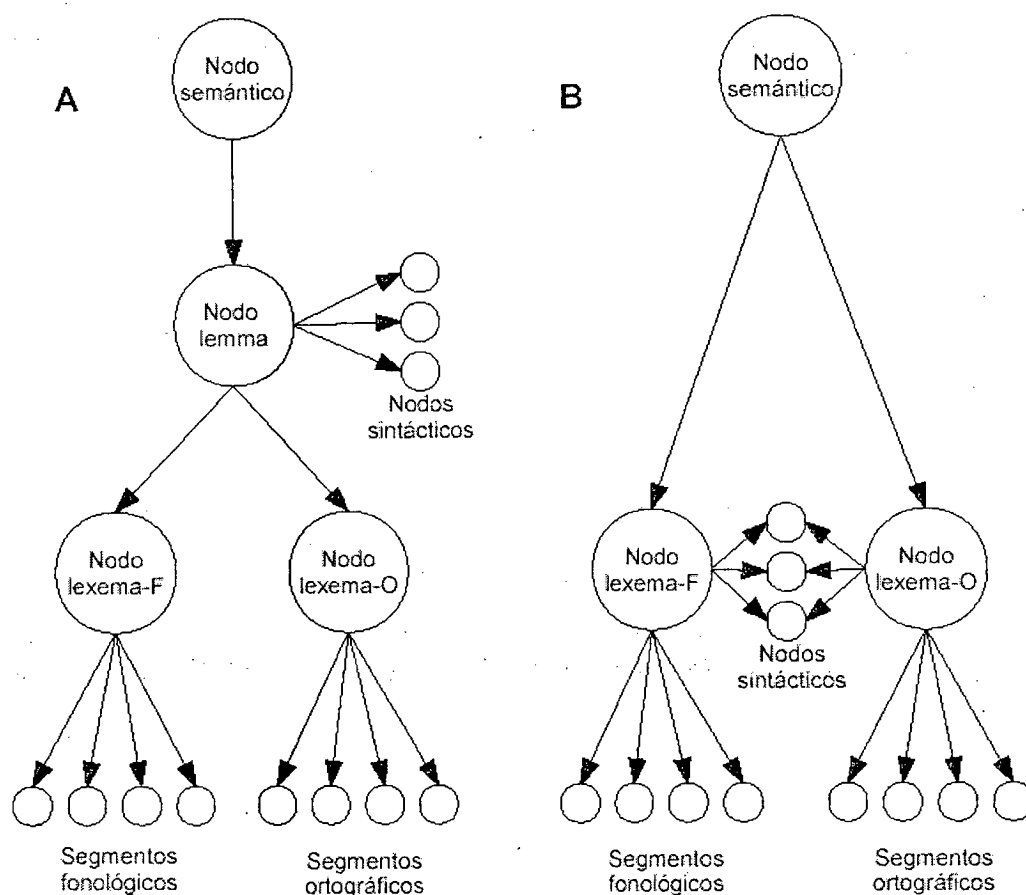 A
Nodo
semántico
Nodo
lemma
Nodos
sintácticos
Nodo
lexema-F
Nodo
lexema-O
Segmentos
fonológicos
Segmentos
ortográficos
B
Nodo
semántico
Nodo
lexema-F
Nodo
lexema-O
Nodos
sintácticos
Segmentos
fonológicos
Segmentos
ortográficos